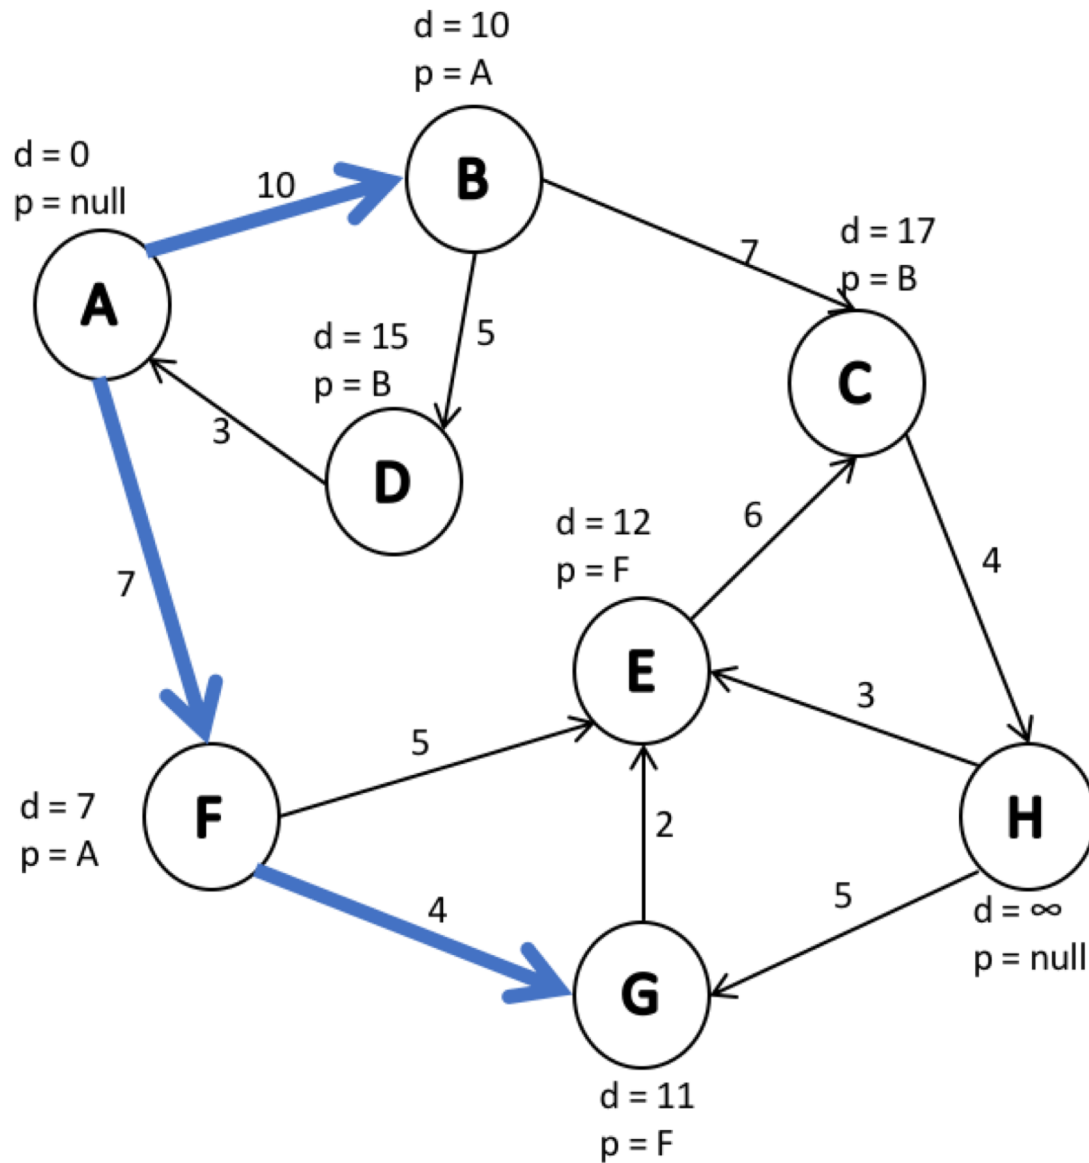 d = 10
p = A
B
d = 0
p = null
10
A
7
d = 17
p = B
C
5
d = 15
p = B
3
D
7
d = 12
p = F
6
4
E
3
5
F
d = 7
p = A
2
H
4
5
d = ∞
p = null
G
d = 11
p = F